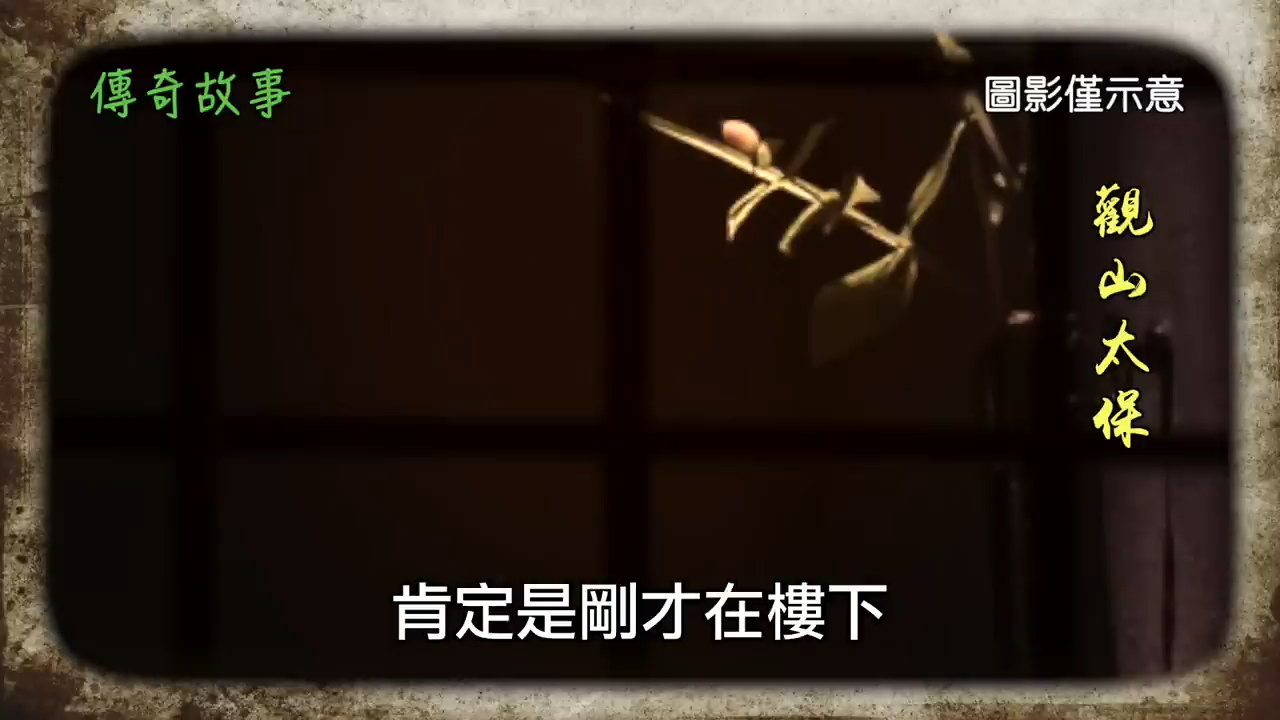 傳奇故事
圖影僅示意
觀山太保
肯定是剛才在樓下